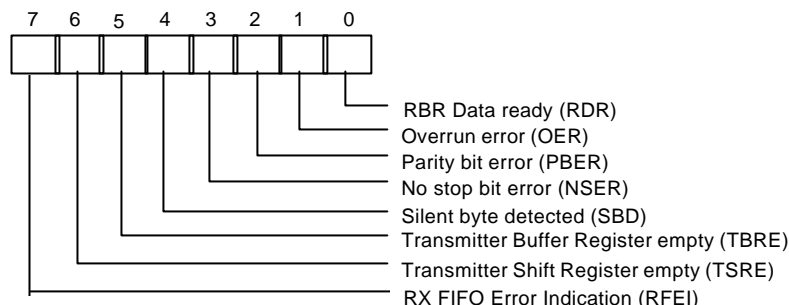 7 6 5 4 3 2 1 0
RBR Data ready (RDR)
Overrun error (OER)
Parity bit error (PBER)
No stop bit error (NSER)
Silent byte detected (SBD)
Transmitter Buffer Register empty (TBRE)
Transmitter Shift Register empty (TSRE)
RX FIFO Error Indication (RFEI)